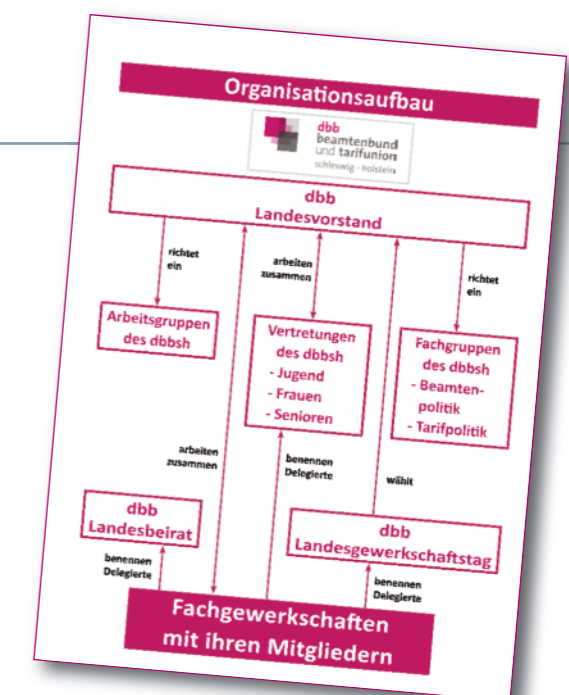 Organisationsaufbau
dbb
beamtenbund
und tarifunion
schleswig - holstein
dbb
Landesvorstand
richtet
ein
arbeiten
zusammen
richtet
ein
Arbeitsgruppen
des dbbsh
Vertretungen
des dbbsh
- Jugend
- Frauen
- Senioren
Fachgruppen
des dbbsh
- Beamten-
politik
- Tarifpolitik
arbeiten
zusammen
benennen
Delegierte
wählt
dbb
Landesbeirat
dbb
Landesgewerkschaftstag
benennen
Delegierte
benennen
Delegierte
Fachgewerkschaften
mit ihren Mitgliedern